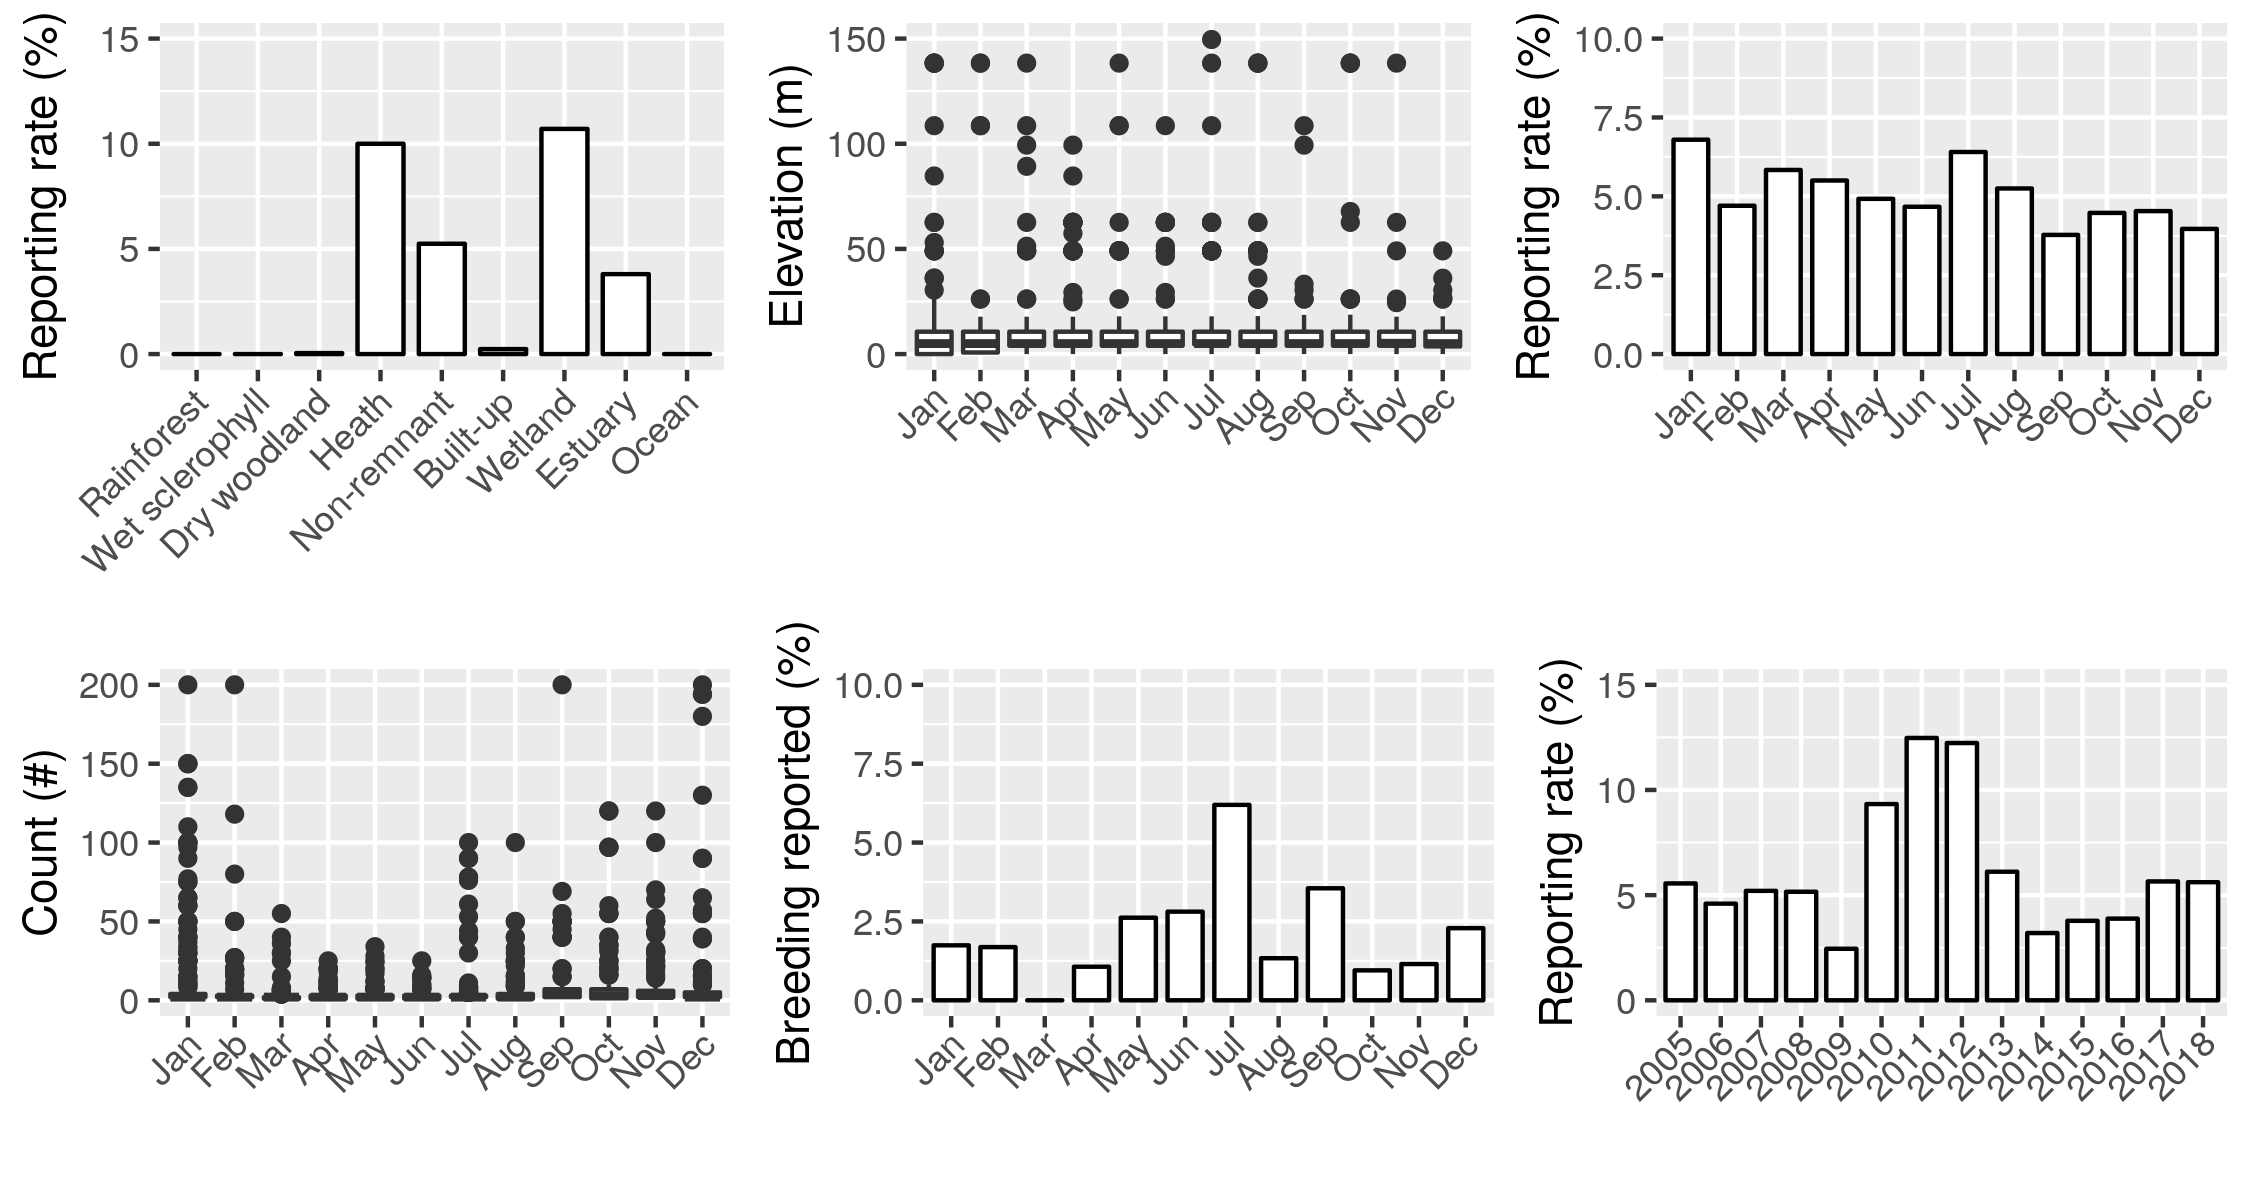 Reporting rate (%)
15
10
5
0
Rainforest
Wet sclerophyll
Dry woodland
Heath
Non-remnant
Built-up
Wetland
Estuary
Ocean
Elevation (m)
150
100
50
0
Jan
Feb
Mar
Apr
May
Jun
Jul
Aug
Sep
Oct
Nov
Dec
Reporting rate (%)
10.0
7.5
5.0
2.5
0.0
Jan
Feb
Mar
Apr
May
Jun
Jul
Aug
Sep
Oct
Nov
Dec
Count (#)
200
150
100
50
0
Jan
Feb
Mar
Apr
May
Jun
Jul
Aug
Sep
Oct
Nov
Dec
Breeding reported (%)
10.0
7.5
5.0
2.5
0.0
Jan
Feb
Mar
Apr
May
Jun
Jul
Aug
Sep
Oct
Nov
Dec
Reporting rate (%)
15
10
5
0
2005
2006
2007
2008
2009
2010
2011
2012
2013
2014
2015
2016
2017
2018